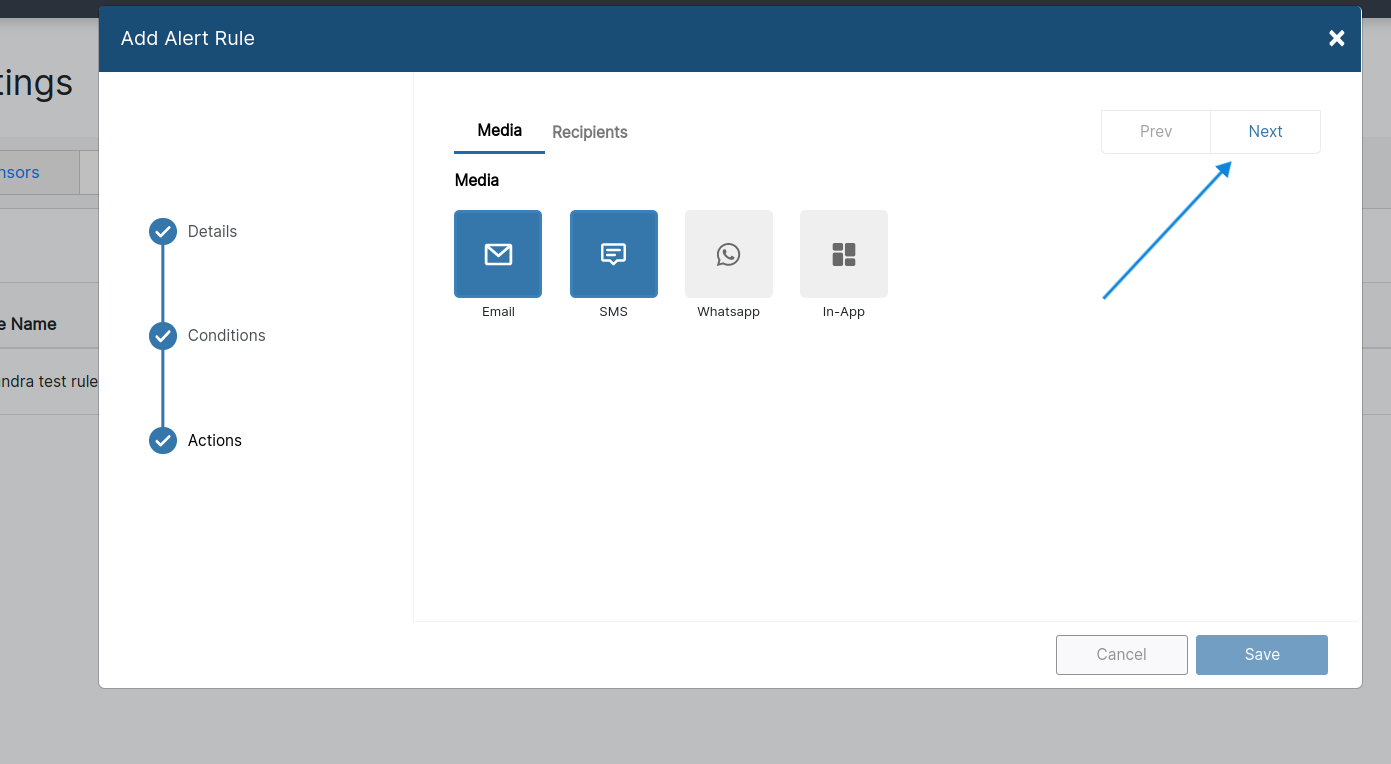 Add Alert Rule
tings
Media
Recipients
Prev
Next
nsors
Media
Details
Email
SMS
Whatsapp
In-App
e Name
Conditions
ndra test rule
Actions
Cancel
Save